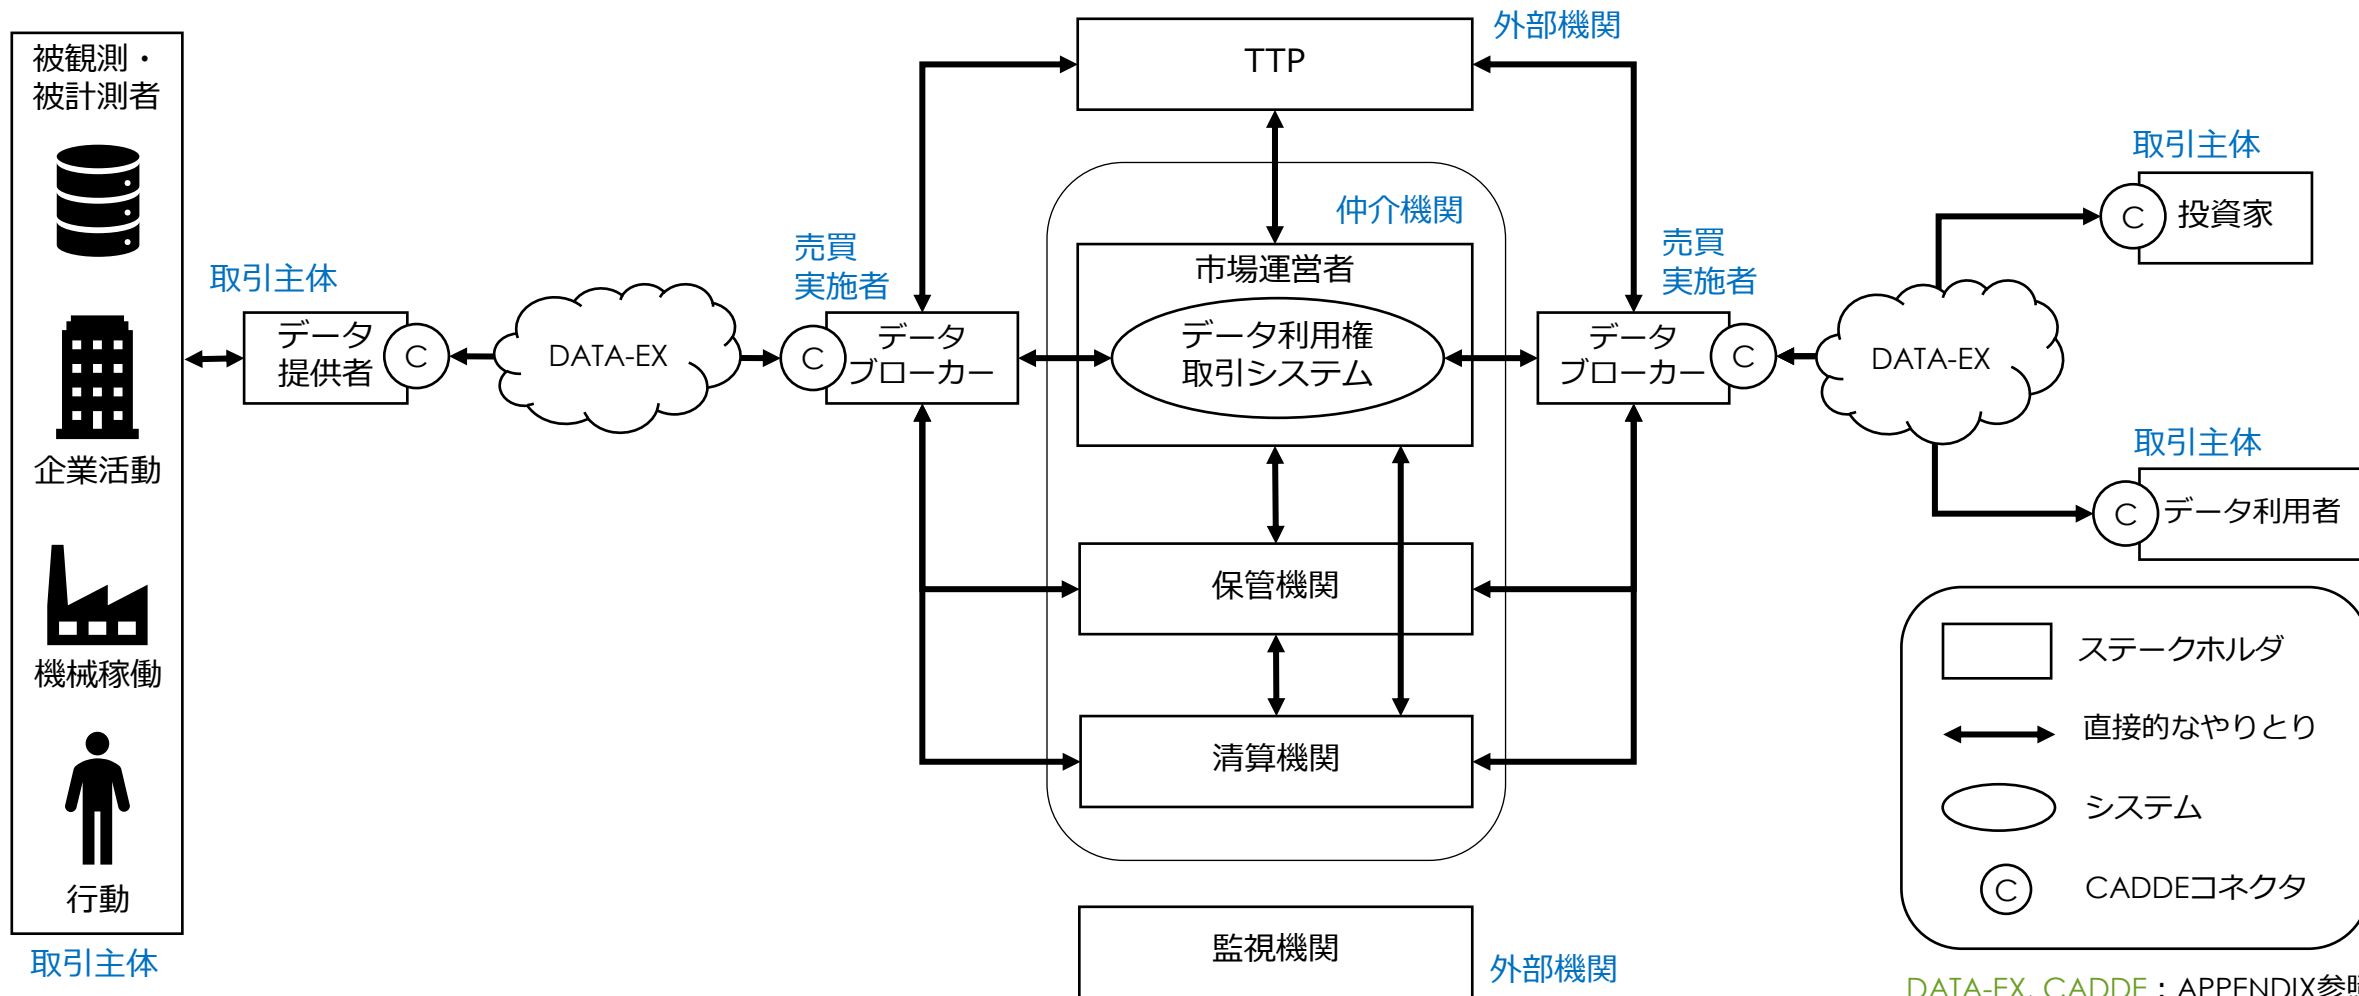 被観測・
被計測者
企業活動
機械稼働
行動
取引主体
取引主体
データ
提供者
C
DATA-EX
売買
実施者
C
データ
ブローカー
外部機関
TTP
仲介機関
市場運営者
データ利用権
取引システム
保管機関
清算機関
監視機関
外部機関
売買
実施者
データ
ブローカー
C
DATA-EX
取引主体
C
投資家
取引主体
C
データ利用者
ステークホルダ
直接的なやりとり
システム
C
CADDEコネクタ
DATA-EX, CADDE：APPENDIX参照